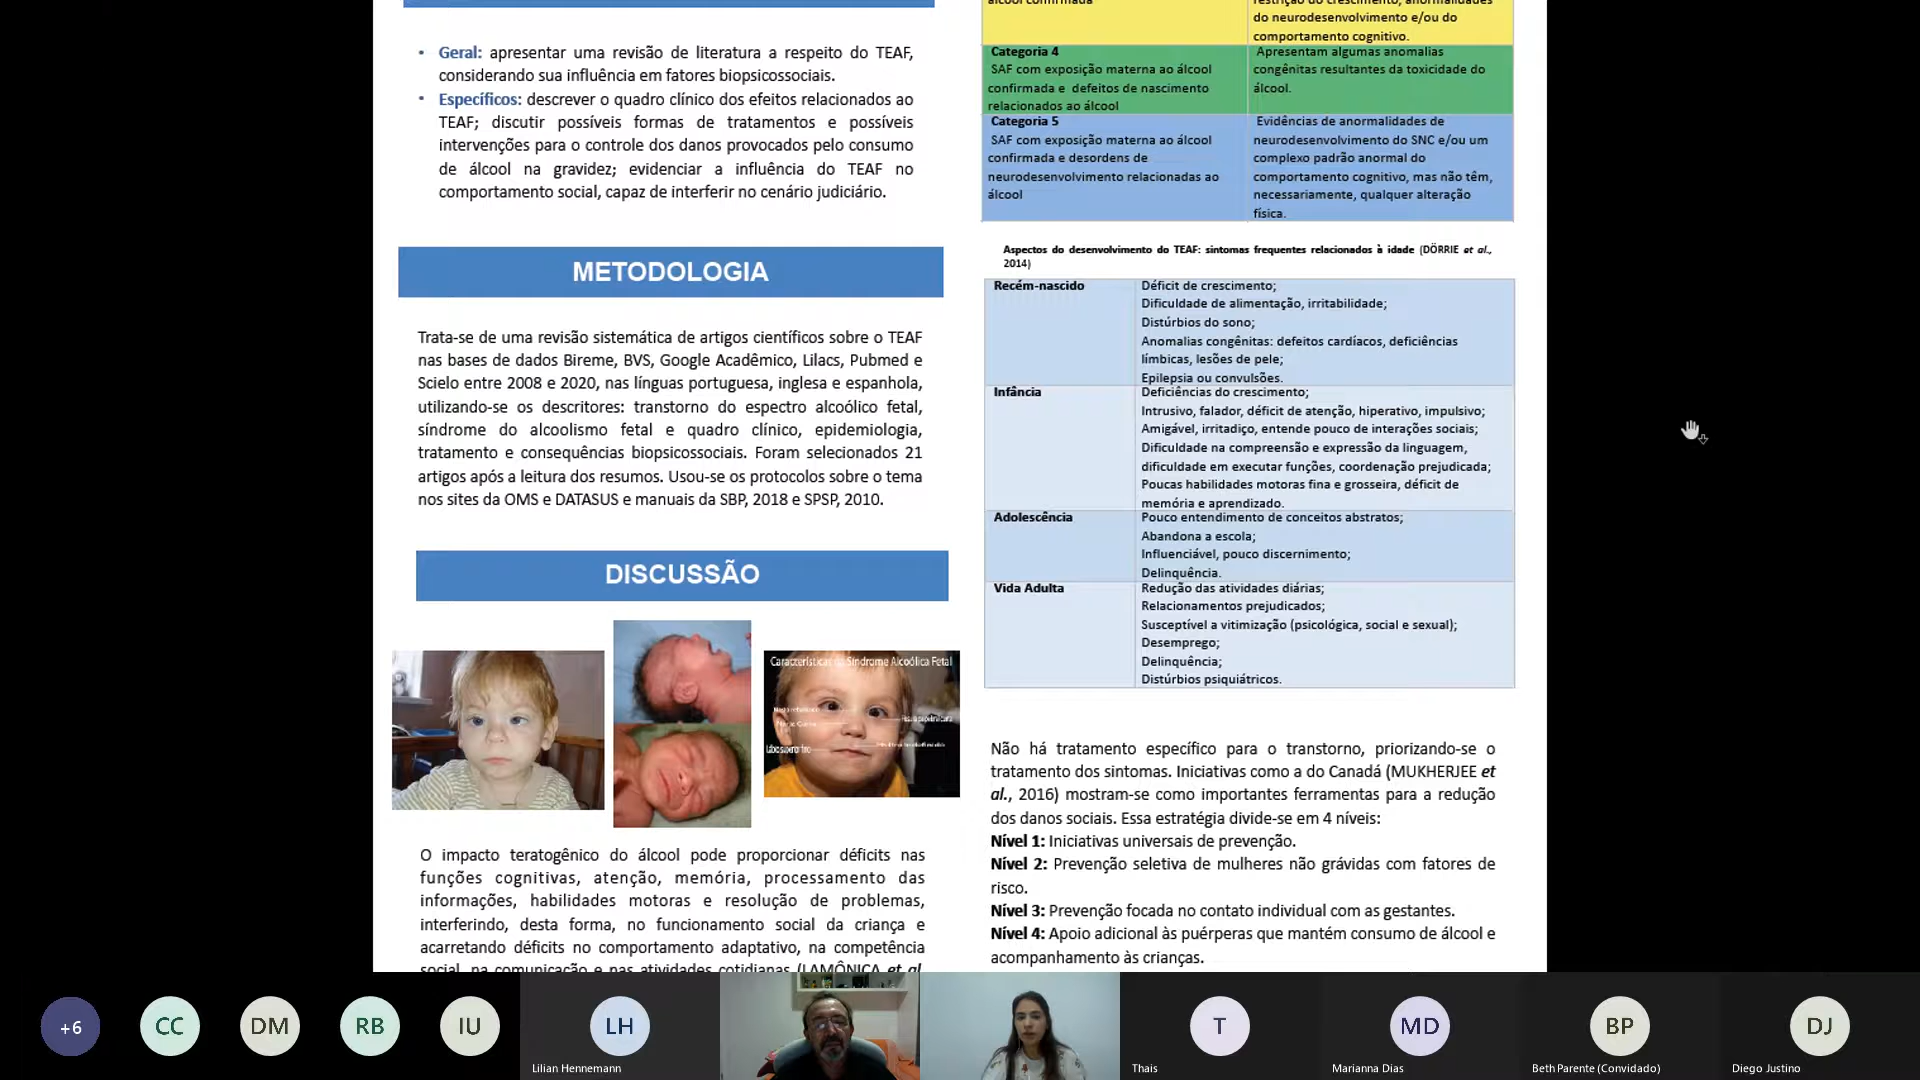 • Geral: apresentar uma revisão de literatura a respeito do TEAF,
considerando sua influência em fatores biopsicossociais.
• Específicos: descrever o quadro clínico dos efeitos relacionados ao
TEAF; discutir possíveis formas de tratamentos e possíveis
intervenções para o controle dos danos provocados pelo consumo
de álcool na gravidez; evidenciar a influência do TEAF no
comportamento social, capaz de interferir no cenário judiciário.
METODOLOGIA
Trata-se de uma revisão sistemática de artigos científicos sobre o TEAF
nas bases de dados Bireme, BVS, Google Acadêmico, Lilacs, Pubmed e
Scielo entre 2008 e 2020, nas línguas portuguesa, inglesa e espanhola,
utilizando-se os descritores: transtorno do espectro alcoólico fetal,
síndrome do alcoolismo fetal e quadro clínico, epidemiologia,
tratamento e consequências biopsicossociais. Foram selecionados 21
artigos após a leitura dos resumos. Usou-se os protocolos sobre o tema
nos sites da OMS e DATASUS e manuais da SBP, 2018 e SPSP, 2010.
DISCUSSÃO
Características da Síndrome Alcoólica Fetal
O impacto teratogênico do álcool pode proporcionar déficits nas
funções cognitivas, atenção, memória, processamento das
informações, habilidades motoras e resolução de problemas,
interferindo, desta forma, no funcionamento social da criança e
acarretando déficits no comportamento adaptativo, na competência
social, na comunicação e nas atividades cotidianas (LAMÔNICA et al
álcool confirmada
restrição do crescimento, anormalidades
do neurodesenvolvimento e/ou do
comportamento cognitivo.
Categoria 4
SAF com exposição materna ao álcool
confirmada e defeitos de nascimento
relacionados ao álcool
Apresentam algumas anomalias
congênitas resultantes da toxicidade do
álcool.
Categoria 5
SAF com exposição materna ao álcool
confirmada e desordens de
neurodesenvolvimento relacionadas ao
álcool
Evidências de anormalidades de
neurodesenvolvimento do SNC e/ou um
complexo padrão anormal do
comportamento cognitivo, mas não têm,
necessariamente, qualquer alteração
física.
Aspectos do desenvolvimento do TEAF: sintomas frequentes relacionados à idade (DÖRRIE et al.,
2014)
Recém-nascido
Déficit de crescimento;
Dificuldade de alimentação, irritabilidade;
Distúrbios do sono;
Anomalias congênitas: defeitos cardíacos, deficiências
límbicas, lesões de pele;
Epilepsia ou convulsões.
Infância
Deficiências do crescimento;
Intrusivo, falador, déficit de atenção, hiperativo, impulsivo;
Amigável, irritadiço, entende pouco de interações sociais;
Dificuldade na compreensão e expressão da linguagem,
dificuldade em executar funções, coordenação prejudicada;
Poucas habilidades motoras fina e grosseira, déficit de
memória e aprendizado.
Adolescência
Pouco entendimento de conceitos abstratos;
Abandona a escola;
Influenciável, pouco discernimento;
Delinquência.
Vida Adulta
Redução das atividades diárias;
Relacionamentos prejudicados;
Susceptível a vitimização (psicológica, social e sexual);
Desemprego;
Delinquência;
Distúrbios psiquiátricos.
Não há tratamento específico para o transtorno, priorizando-se o
tratamento dos sintomas. Iniciativas como a do Canadá (MUKHERJEE et
al., 2016) mostram-se como importantes ferramentas para a redução
dos danos sociais. Essa estratégia divide-se em 4 níveis:
Nível 1: Iniciativas universais de prevenção.
Nível 2: Prevenção seletiva de mulheres não grávidas com fatores de
risco.
Nível 3: Prevenção focada no contato individual com as gestantes.
Nível 4: Apoio adicional às puérperas que mantém consumo de álcool e
acompanhamento às crianças.
+6
CC
DM
RB
IU
LH
T
MD
BP
DJ
Lilian Hennemann
Thais
Marianna Dias
Beth Parente (Convidado)
Diego Justino